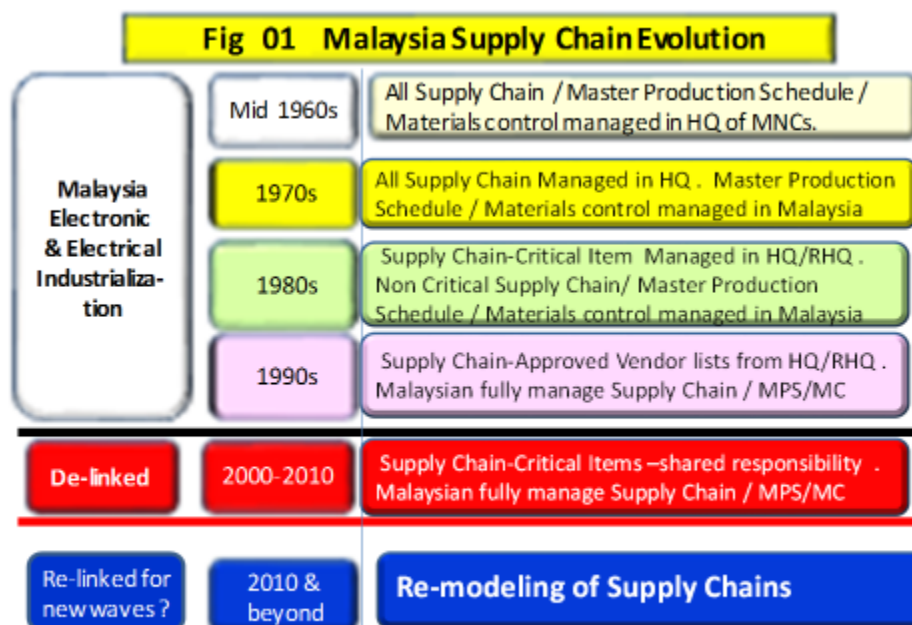 Fig 01 Malaysia Supply Chain Evolution
Malaysia
Electronic
& Electrical
Industrializa-
tion
Mid 1960s
All Supply Chain / Master Production Schedule /
Materials control managed in HQ of MNCs.
1970s
All Supply Chain Managed in HQ . Master Production
Schedule / Materials control managed in Malaysia
1980s
Supply Chain-Critical Item Managed in HQ/RHQ .
Non Critical Supply Chain/ Master Production
Schedule / Materials control managed in Malaysia
1990s
Supply Chain-Approved Vendor lists from HQ/RHQ .
Malaysian fully manage Supply Chain / MPS/MC
De-linked
2000-2010
Supply Chain-Critical Items –shared responsibility .
Malaysian fully manage Supply Chain / MPS/MC
Re-linked for
new waves ?
2010 &
beyond
Re-modeling of Supply Chains